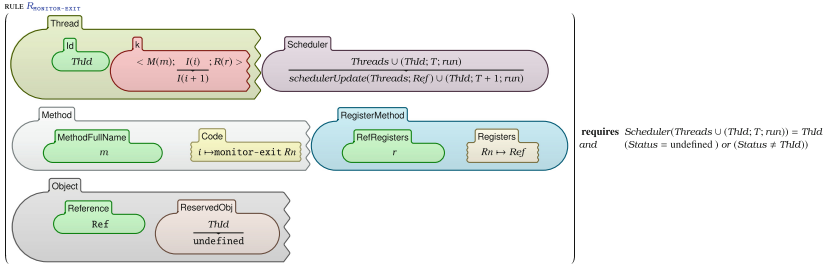 RULE R_MONITOR-EXIT
Thread
Id
ThId
k
< M(m); I(i) ; R(r) >
I(i + 1)
Scheduler
Threads ∪ (ThId; T; run)
schedulerUpdate(Threads; Ref) ∪ (ThId; T + 1; run)
Method
MethodFullName
m
Code
i ↦monitor-exit Rn
RegisterMethod
RefRegisters
r
Registers
Rn ↦ Ref
requires Scheduler(Threads ∪ (ThId; T; run)) = ThId
and (Status = undefined ) or (Status ≠ ThId))
Object
Reference
Ref
ReservedObj
ThId
undefined